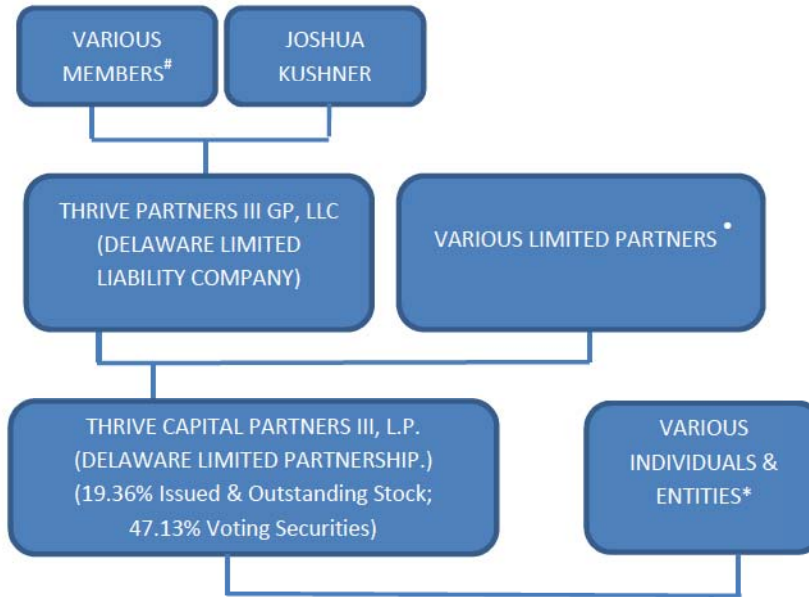 VARIOUS
MEMBERS#
JOSHUA
KUSHNER
THRIVE PARTNERS III GP, LLC
(DELAWARE LIMITED
LIABILITY COMPANY)
VARIOUS LIMITED PARTNERS •
THRIVE CAPITAL PARTNERS III, L.P.
(DELAWARE LIMITED PARTNERSHIP.)
(19.36% Issued & Outstanding Stock;
47.13% Voting Securities)
VARIOUS
INDIVIDUALS &
ENTITIES*